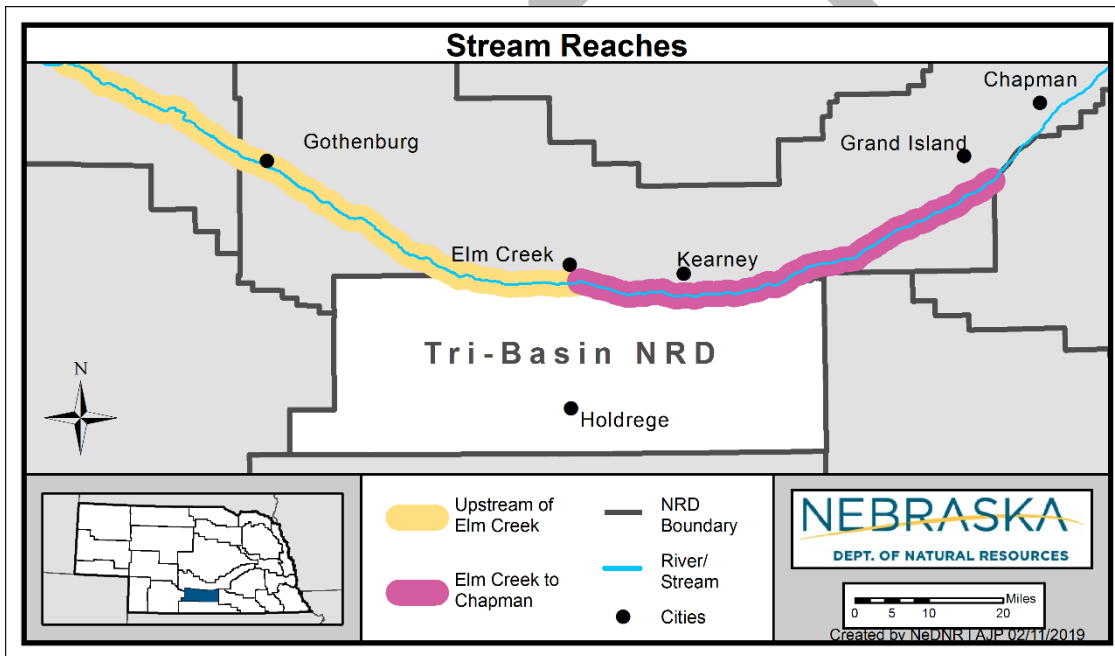 Stream Reaches
Chapman
Gothenburg
Grand Island
Elm Creek
Kearney
Tri-Basin NRD
N
Holdrege
Upstream of
Elm Creek
Elm Creek to
Chapman
NRD
Boundary
River/
Stream
Cities
NEBRASKA
DEPT. OF NATURAL RESOURCES
Miles
0 5 10 20
Created by NeDNR | AJP 02/11/2019